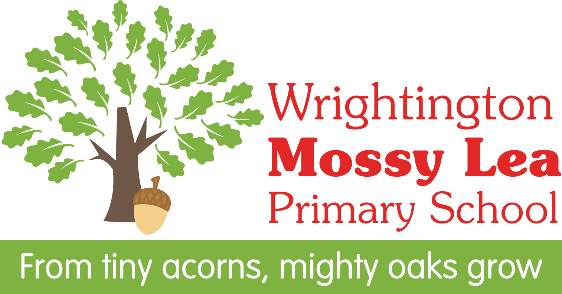 Wrightington
Mossy Lea
Primary School
From tiny acorns, mighty oaks grow